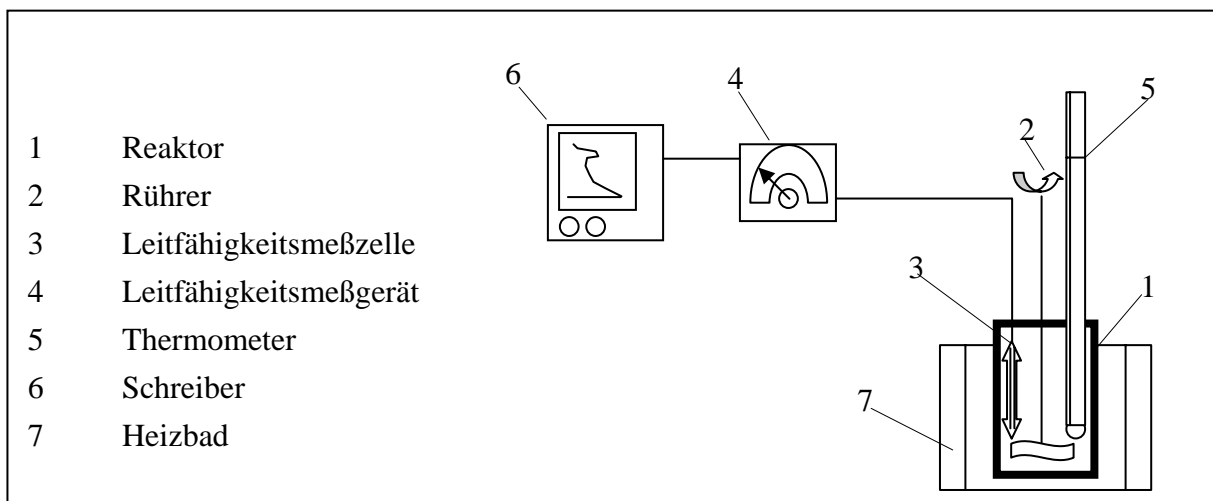 1 Reaktor
2 Rührer
3 Leitfähigkeitsmeßzelle
4 Leitfähigkeitsmeßgerät
5 Thermometer
6 Schreiber
7 Heizbad
6
4
5
2
3
1
7